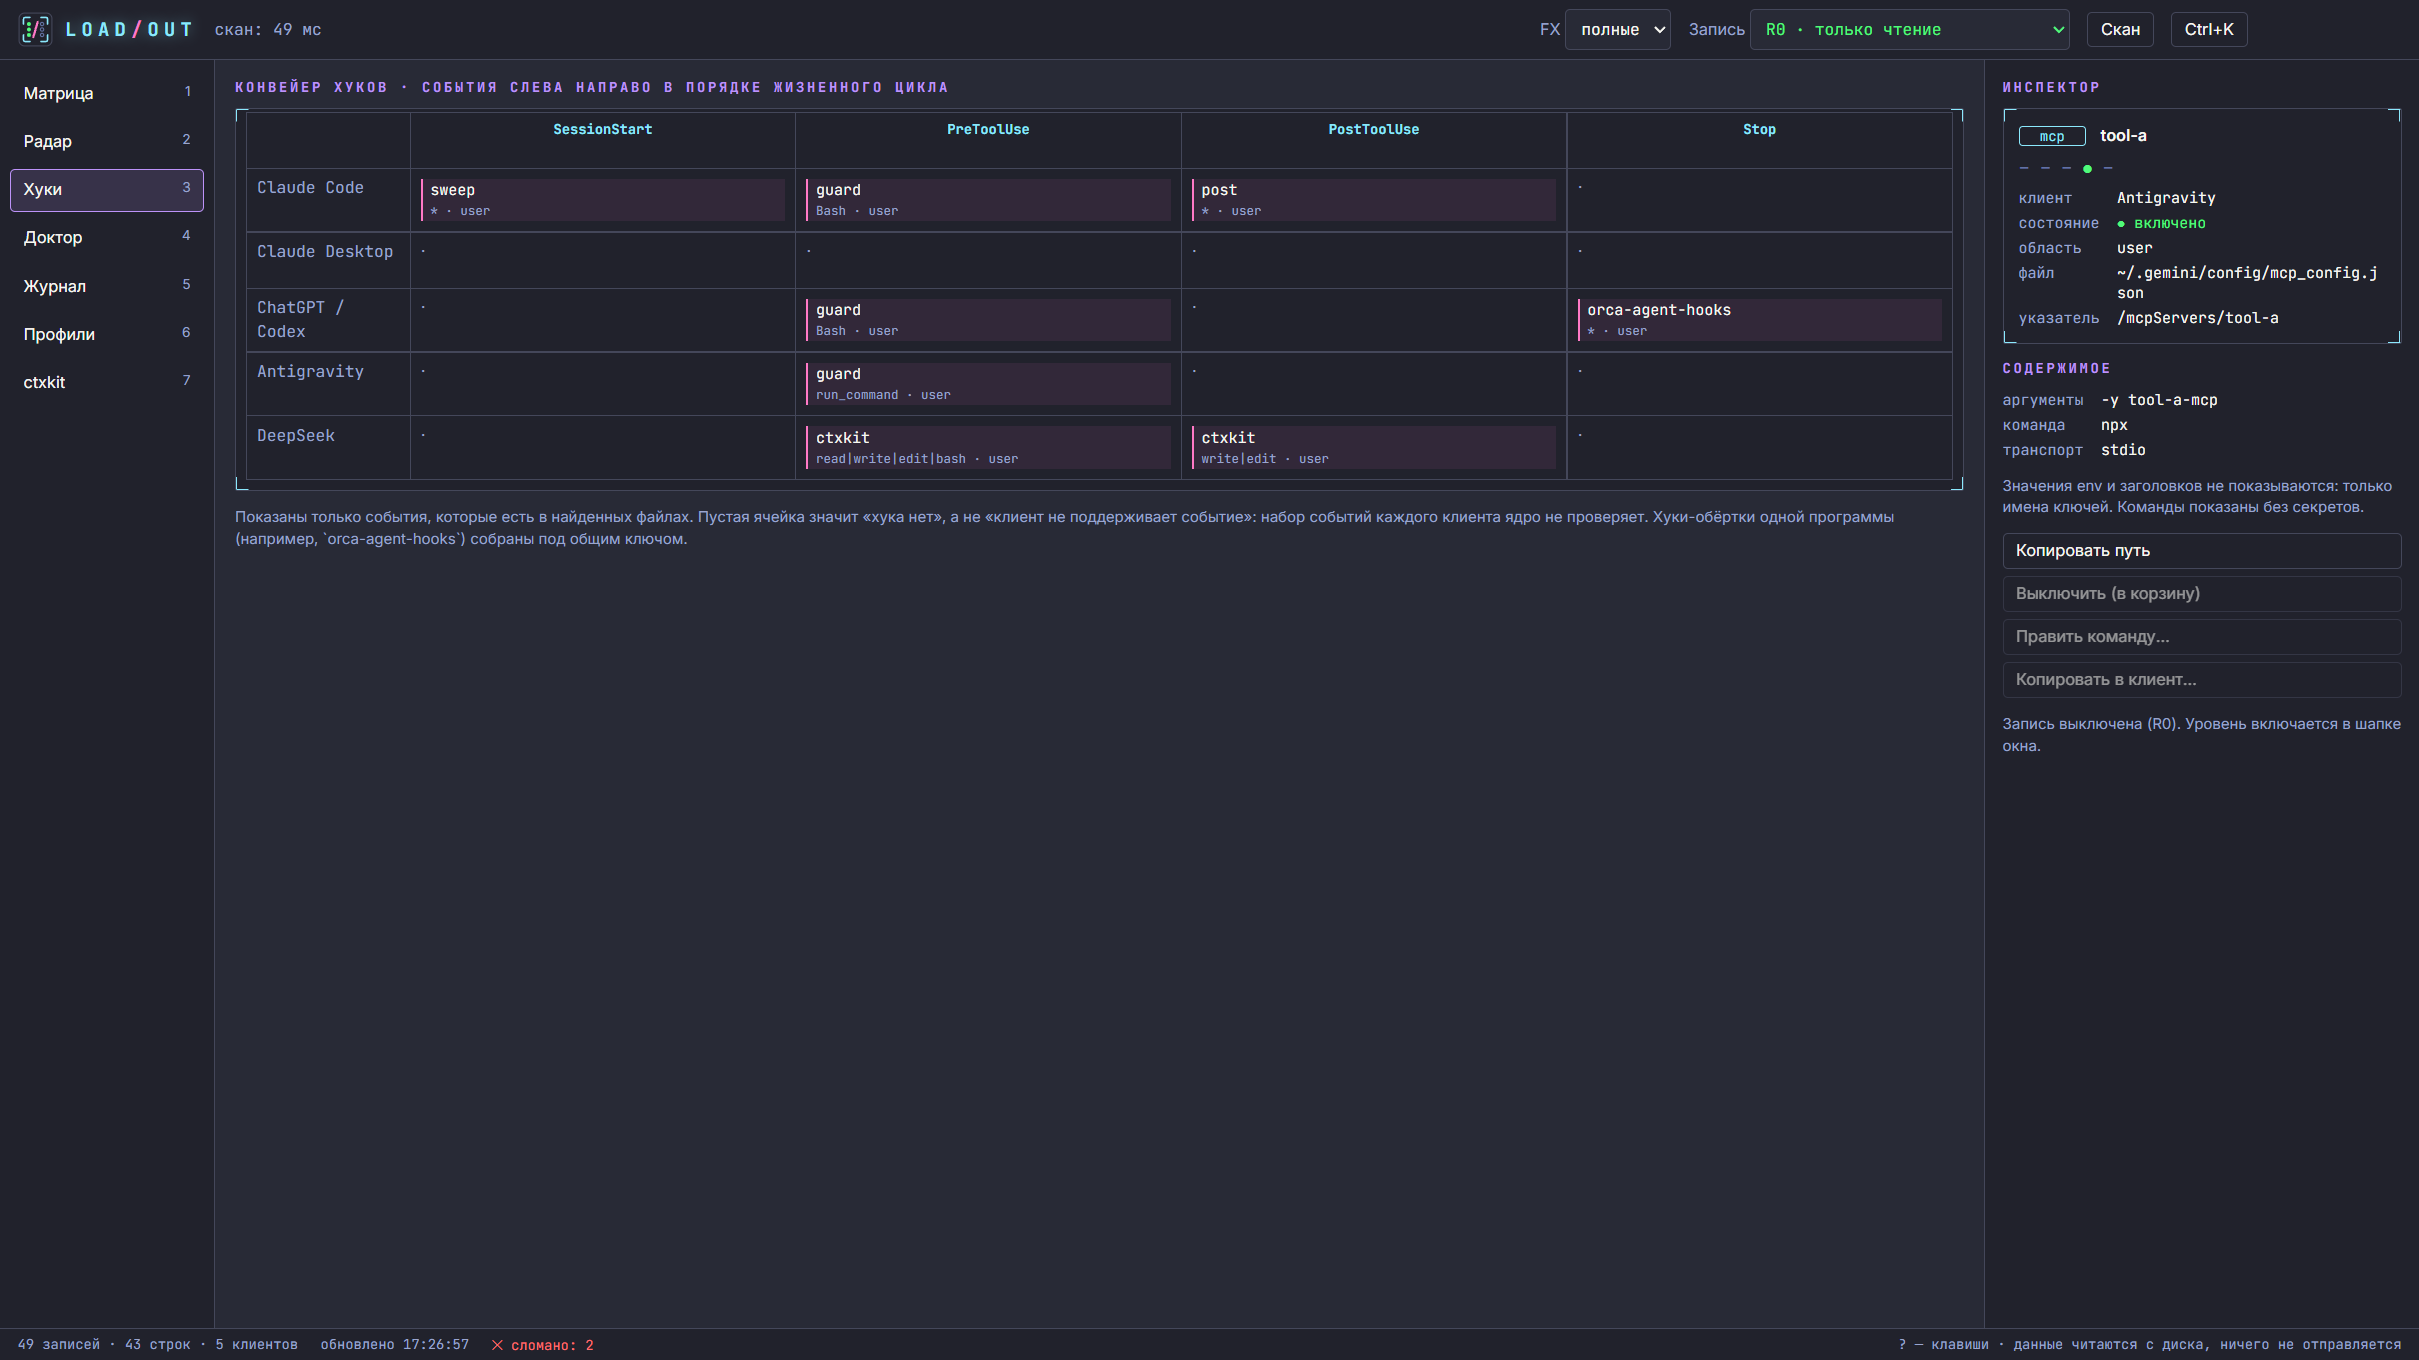 LOAD/OUT скан: 49 мс FX полные Запись R0 · только чтение Скан Ctrl+K
Матрица 1
Радар 2
Хуки 3
Доктор 4
Журнал 5
Профили 6
ctxkit 7
КОНВЕЙЕР ХУКОВ · СОБЫТИЯ СЛЕВА НАПРАВО В ПОРЯДКЕ ЖИЗНЕННОГО ЦИКЛА
SessionStart PreToolUse PostToolUse Stop
Claude Code sweep guard post ·
* · user Bash · user * · user
Claude Desktop · · · ·
ChatGPT / · guard · orca-agent-hooks
Codex Bash · user * · user
Antigravity · guard · ·
run_command · user
DeepSeek · ctxkit ctxkit ·
read|write|edit|bash · user write|edit · user
Показаны только события, которые есть в найденных файлах. Пустая ячейка значит «хука нет», а не «клиент не поддерживает событие»: набор событий каждого клиента ядро не проверяет. Хуки-обёртки одной программы
(например, `orca-agent-hooks`) собраны под общим ключом.
ИНСПЕКТОР
mcp tool-a
— — — ● —
клиент Antigravity
состояние ● включено
область user
файл ~/.gemini/config/mcp_config.j
son
указатель /mcpServers/tool-a
СОДЕРЖИМОЕ
аргументы -y tool-a-mcp
команда npx
транспорт stdio
Значения env и заголовков не показываются: только
имена ключей. Команды показаны без секретов.
Копировать путь
Выключить (в корзину)
Править команду...
Копировать в клиент...
Запись выключена (R0). Уровень включается в шапке
окна.
49 записей · 43 строк · 5 клиентов обновлено 17:26:57 ✕ сломано: 2 ? — клавиши · данные читаются с диска, ничего не отправляется